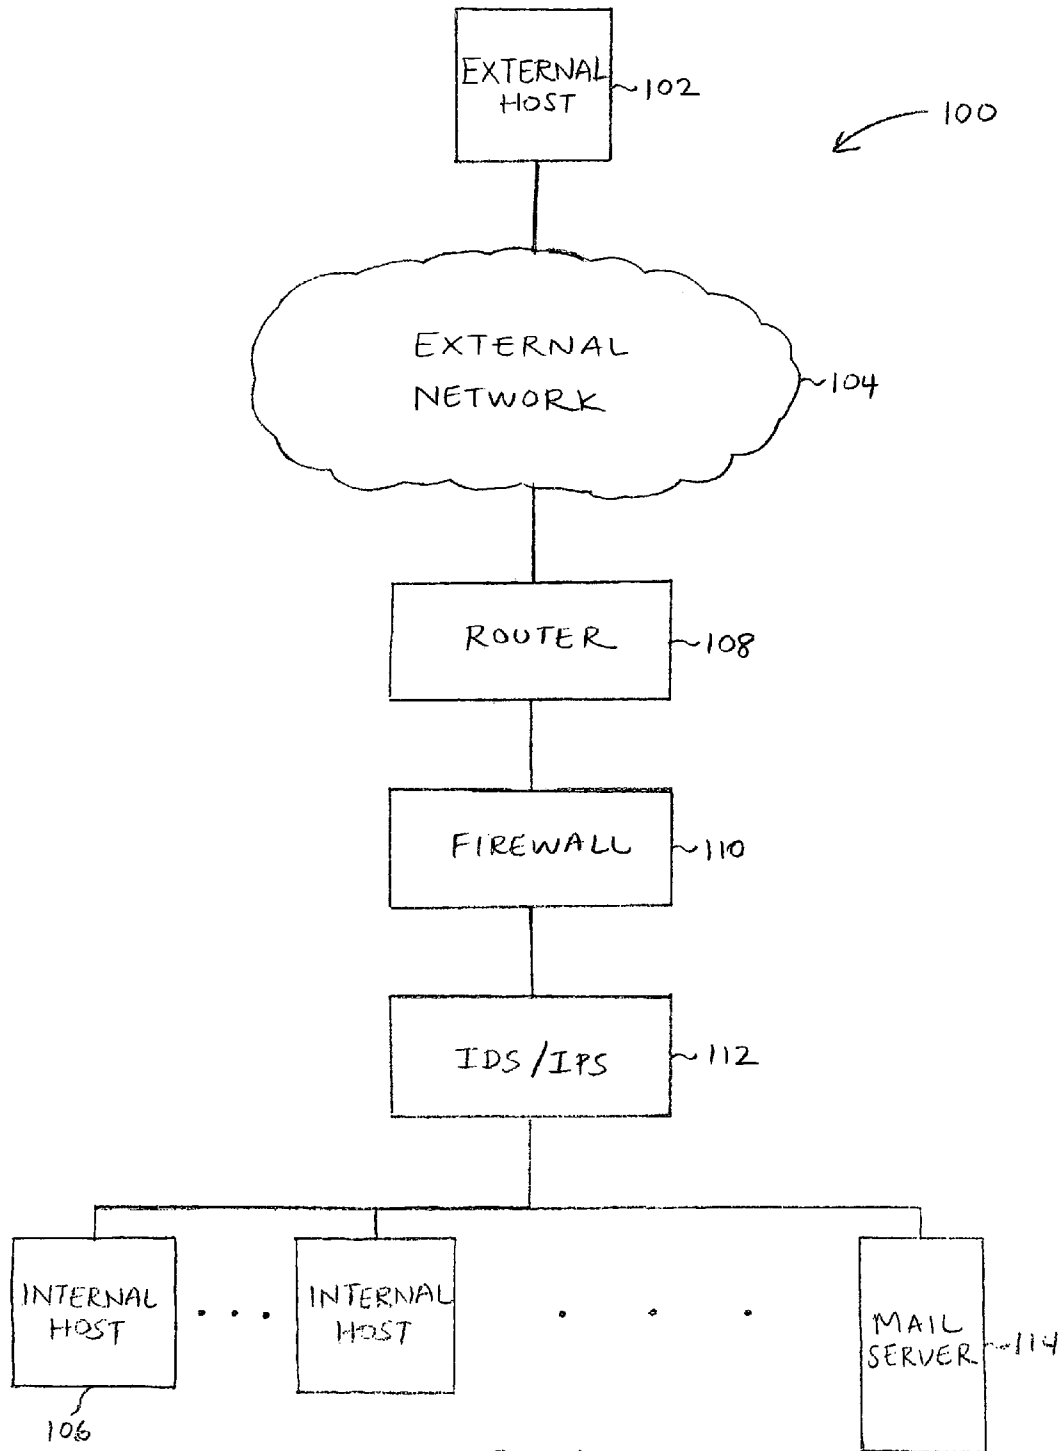 EXTERNAL
HOST
102
100
EXTERNAL
NETWORK
104
ROUTER
108
FIREWALL
110
IDS/IPS
112
INTERNAL
HOST
106
INTERNAL
HOST
MAIL
SERVER
114